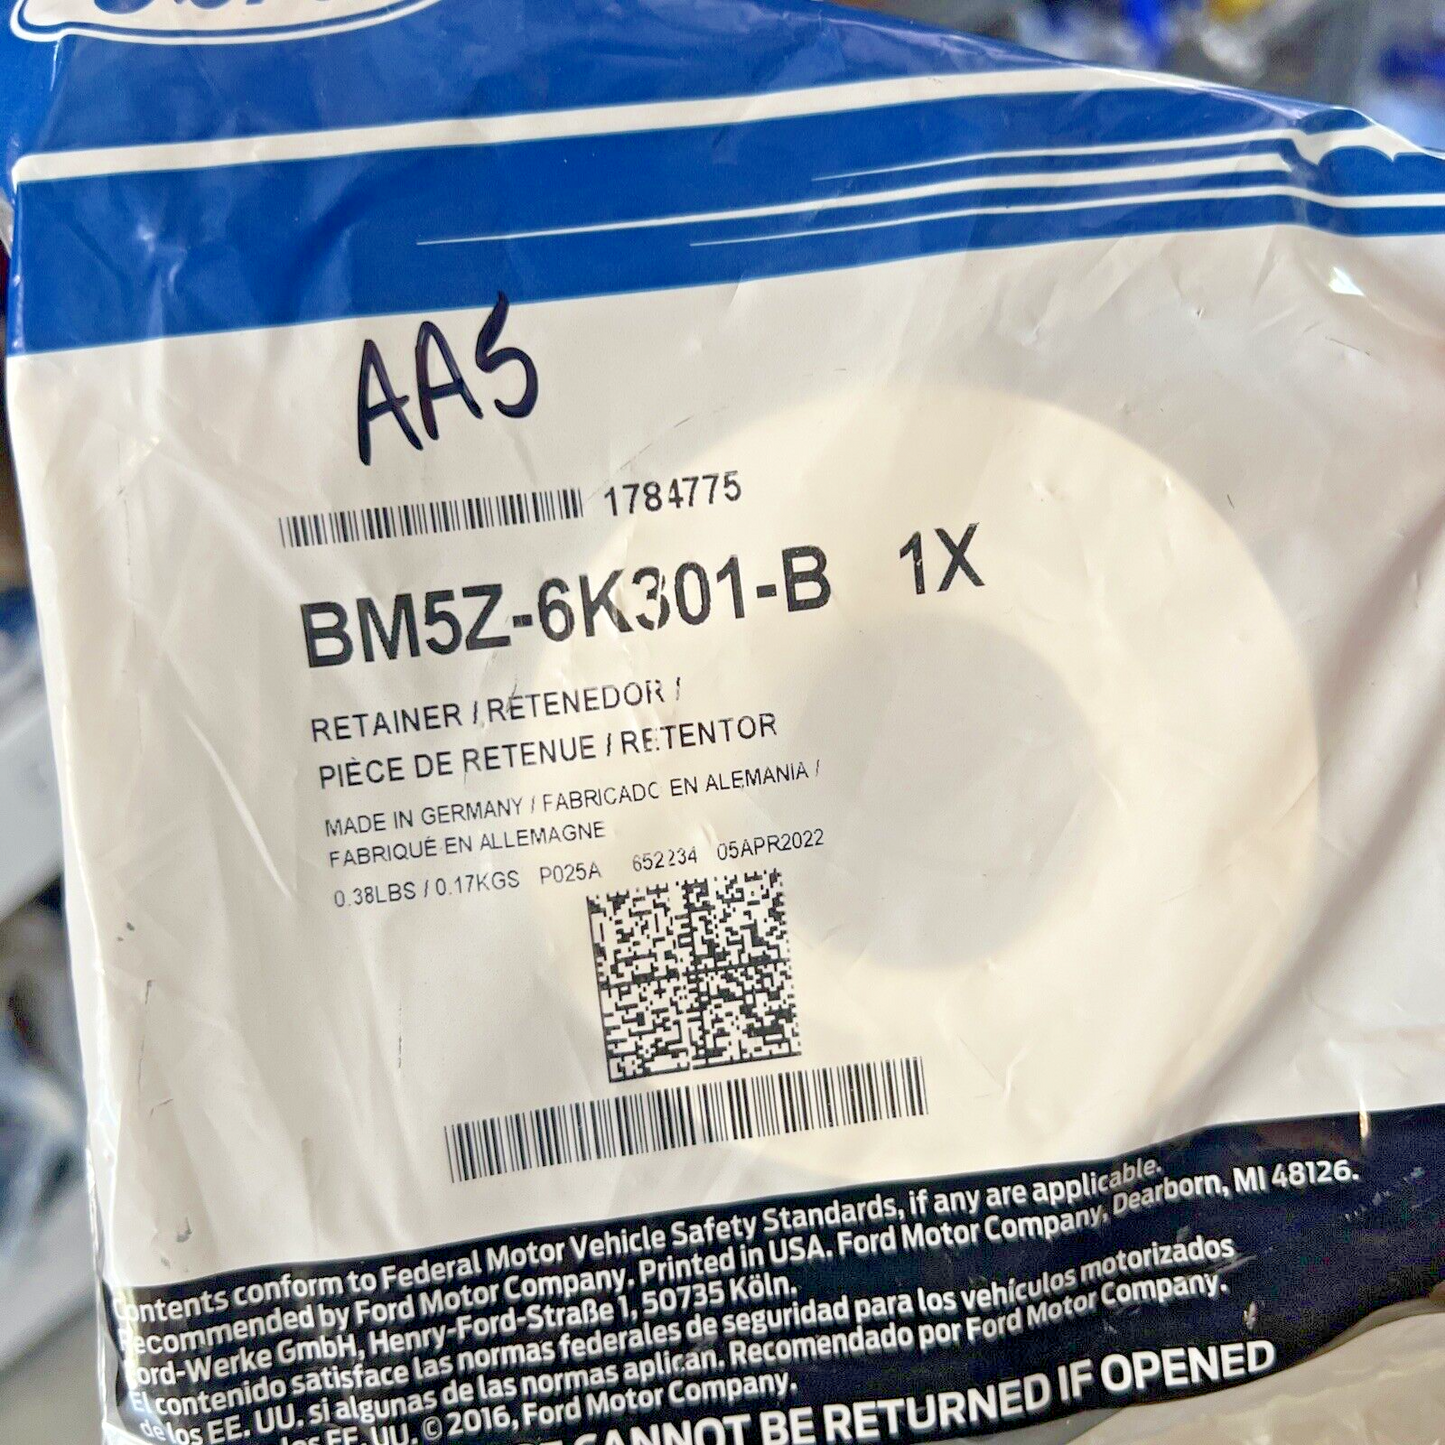 AA5
1784775
BM5Z-6K301-B 1X
RETAINER / RETENEDOR /
PIÈCE DE RETENUE / RETENTOR
MADE IN GERMANY / FABRICADO EN ALEMANIA /
FABRIQUÉ EN ALLEMAGNE
0.38LBS / 0.17KGS P025A 652234 05APR2022
Contents conform to Federal Motor Vehicle Safety Standards, if any are applicable.
Recommended by Ford Motor Company. Printed in USA. Ford Motor Company, Dearborn, MI 48126.
Ford-Werke GmbH, Henry-Ford-Straße 1, 50735 Köln.
El contenido satisface las normas federales de seguridad para los vehículos motorizados
de los EE. UU. si algunas de las normas aplican. Recomendado por Ford Motor Company.
los EE. UU. © 2016, Ford Motor Company.
CANNOT BE RETURNED IF OPENED